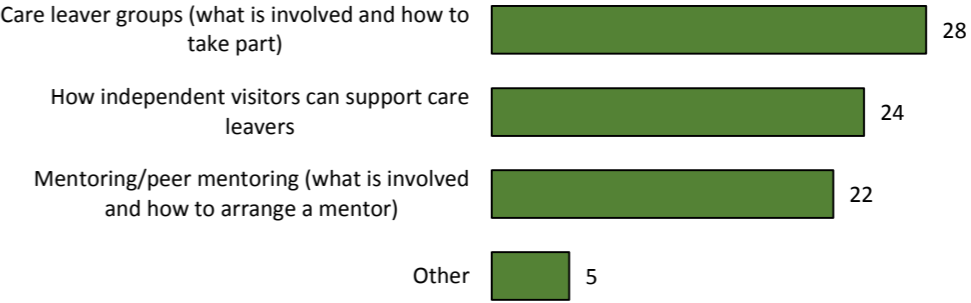 Care leaver groups (what is involved and how to
take part)
28
How independent visitors can support care
leavers
24
Mentoring/peer mentoring (what is involved
and how to arrange a mentor)
22
Other
5